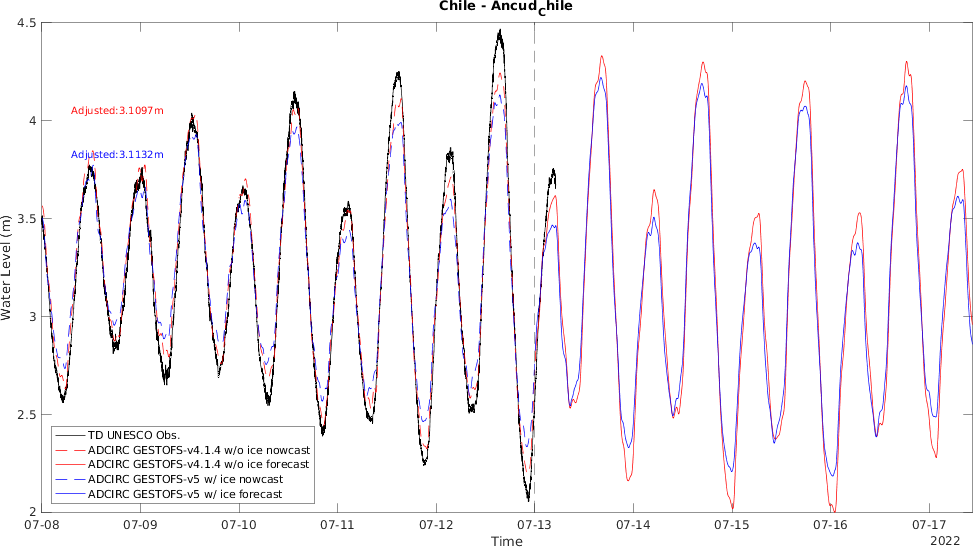 Chile - Ancud_Chile
4.5
4
3.5
3
2.5
2
Water Level (m)
Adjusted:3.1097m
Adjusted:3.1132m
TD UNESCO Obs.
ADCIRC GESTOFS-v4.1.4 w/o ice nowcast
ADCIRC GESTOFS-v4.1.4 w/o ice forecast
ADCIRC GESTOFS-v5 w/ ice nowcast
ADCIRC GESTOFS-v5 w/ ice forecast
07-08 07-09 07-10 07-11 07-12 07-13 07-14 07-15 07-16 07-17
Time
2022